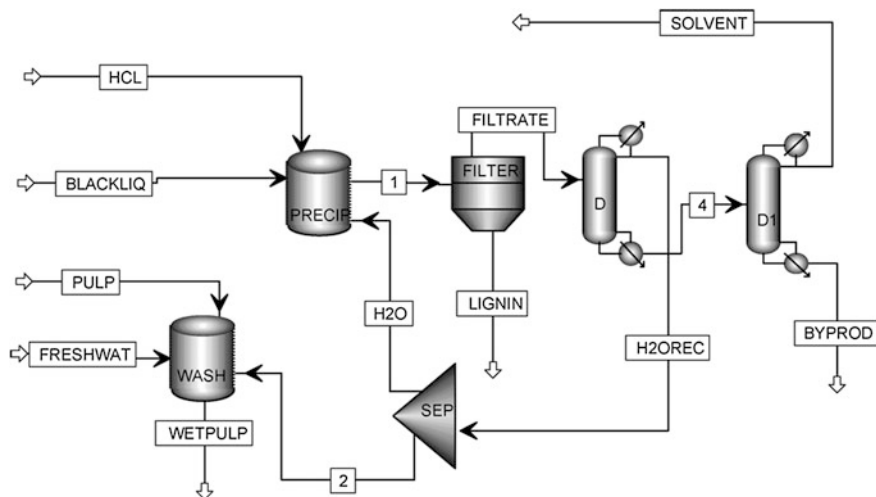 SOLVENT
HCL
FILTRATE
BLACKLIQ
1
FILTER
PRECIP
D
4
D1
PULP
H2O
LIGNIN
FRESHWAT
WASH
H2OREC
BYPROD
SEP
WETPULP
2